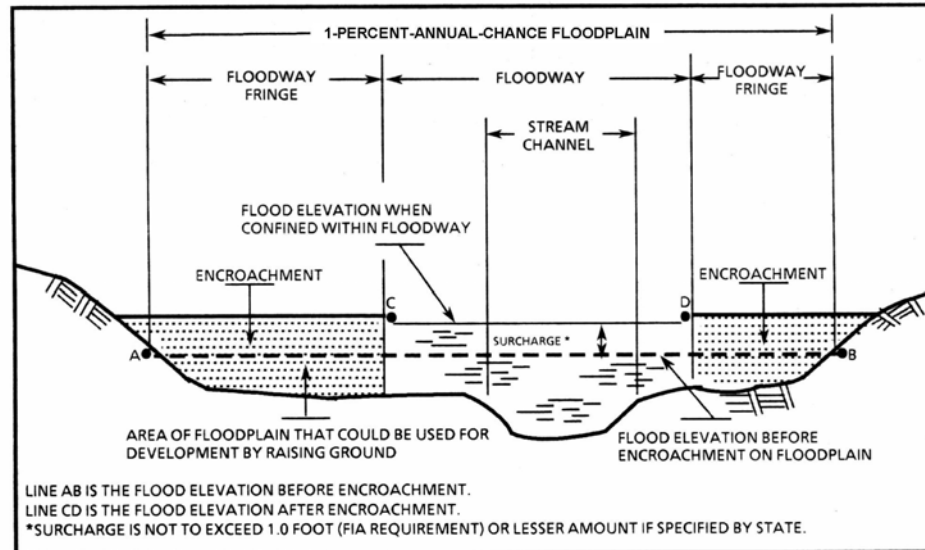 1-PERCENT-ANNUAL-CHANCE FLOODPLAIN
FLOODWAY
FRINGE
FLOODWAY
FLOODWAY
FRINGE
STREAM
CHANNEL
FLOOD ELEVATION WHEN
CONFINED WITHIN FLOODWAY
ENCROACHMENT
ENCROACHMENT
C
D
SURCHARGE *
A
B
AREA OF FLOODPLAIN THAT COULD BE USED FOR
DEVELOPMENT BY RAISING GROUND
FLOOD ELEVATION BEFORE
ENCROACHMENT ON FLOODPLAIN
LINE AB IS THE FLOOD ELEVATION BEFORE ENCROACHMENT.
LINE CD IS THE FLOOD ELEVATION AFTER ENCROACHMENT.
*SURCHARGE IS NOT TO EXCEED 1.0 FOOT (FIA REQUIREMENT) OR LESSER AMOUNT IF SPECIFIED BY STATE.